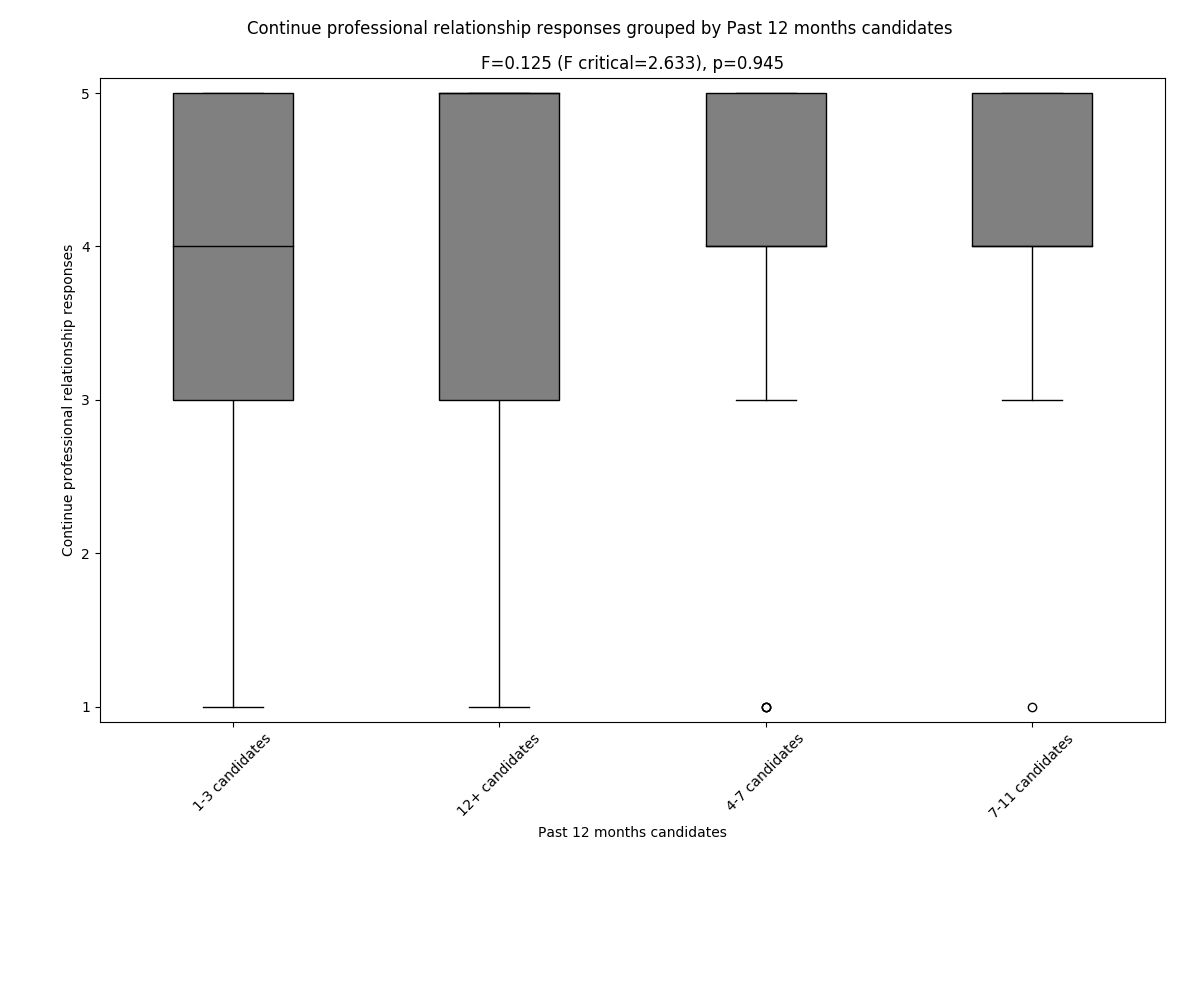 Continue professional relationship responses grouped by Past 12 months candidates
F=0.125 (F critical=2.633), p=0.945
Continue professional relationship responses
5
4
3
2
1
1-3 candidates
12+ candidates
4-7 candidates
7-11 candidates
Past 12 months candidates